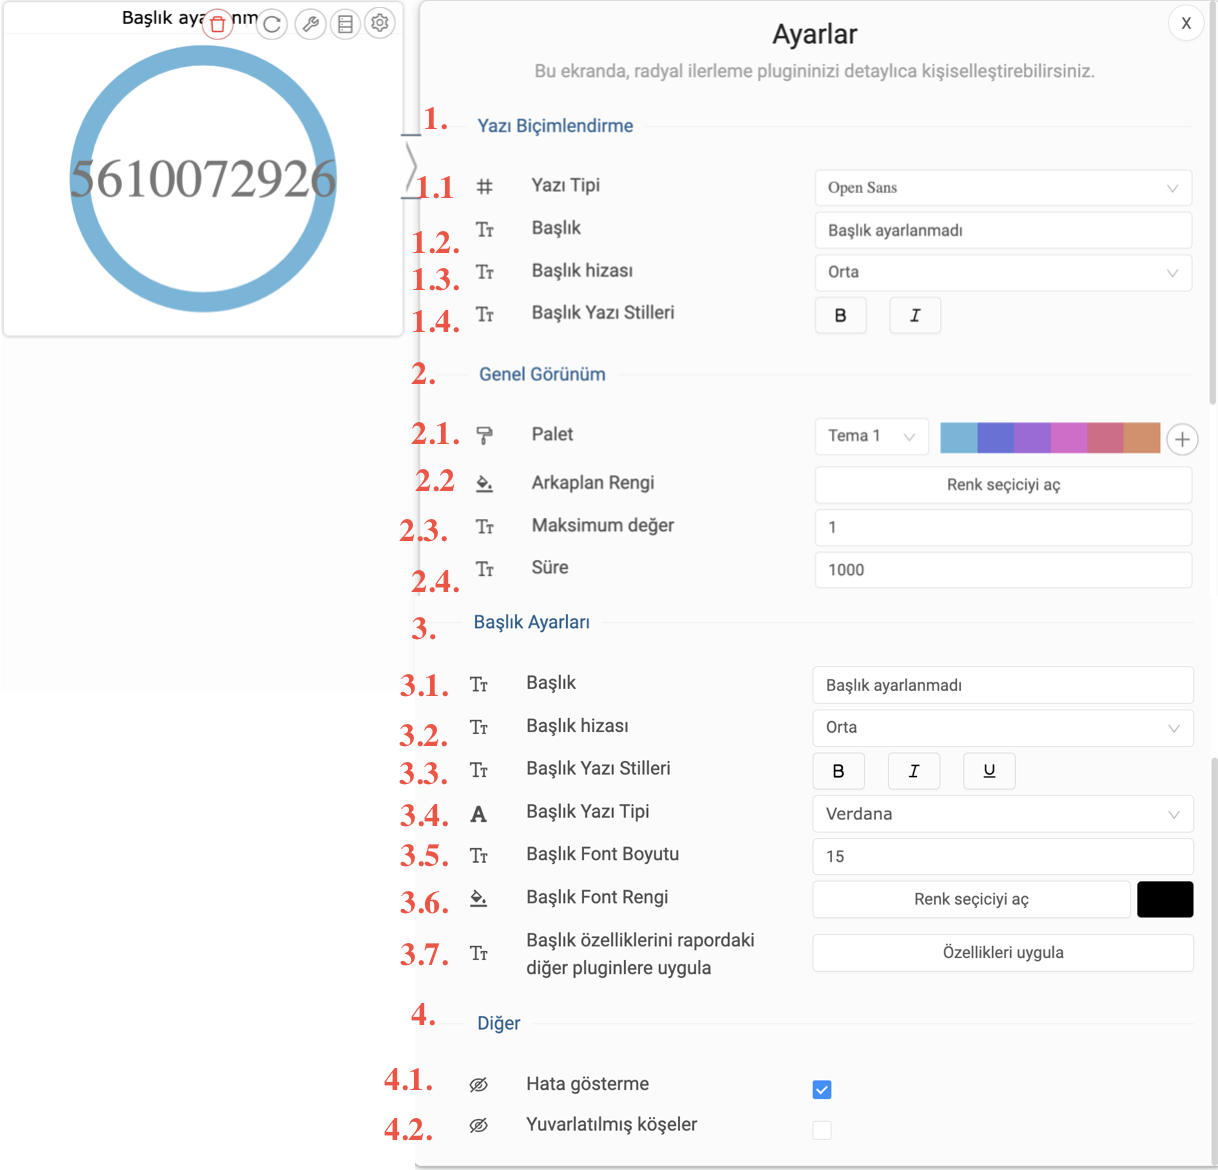 Başlık aya nm
5610072926
X
Ayarlar
Bu ekranda, radyal ilerleme plugininizi detaylıca kişiselleştirebilirsiniz.
1. Yazı Biçimlendirme
1.1 Yazı Tipi Open Sans
1.2. Başlık Başlık ayarlanmadı
1.3. Başlık hizası Orta
1.4. Başlık Yazı Stilleri B I
2. Genel Görünüm
2.1. Palet Tema 1
2.2 Arkaplan Rengi Renk seçiciyi aç
2.3. Maksimum değer 1
2.4. Süre 1000
3. Başlık Ayarları
3.1. Başlık Başlık ayarlanmadı
3.2. Başlık hizası Orta
3.3. Başlık Yazı Stilleri B I U
3.4. Başlık Yazı Tipi Verdana
3.5. Başlık Font Boyutu 15
3.6. Başlık Font Rengi Renk seçiciyi aç
3.7. Başlık özelliklerini rapordaki
diğer pluginlere uygula Özellikleri uygula
4. Diğer
4.1. Hata gösterme
4.2. Yuvarlatılmış köşeler